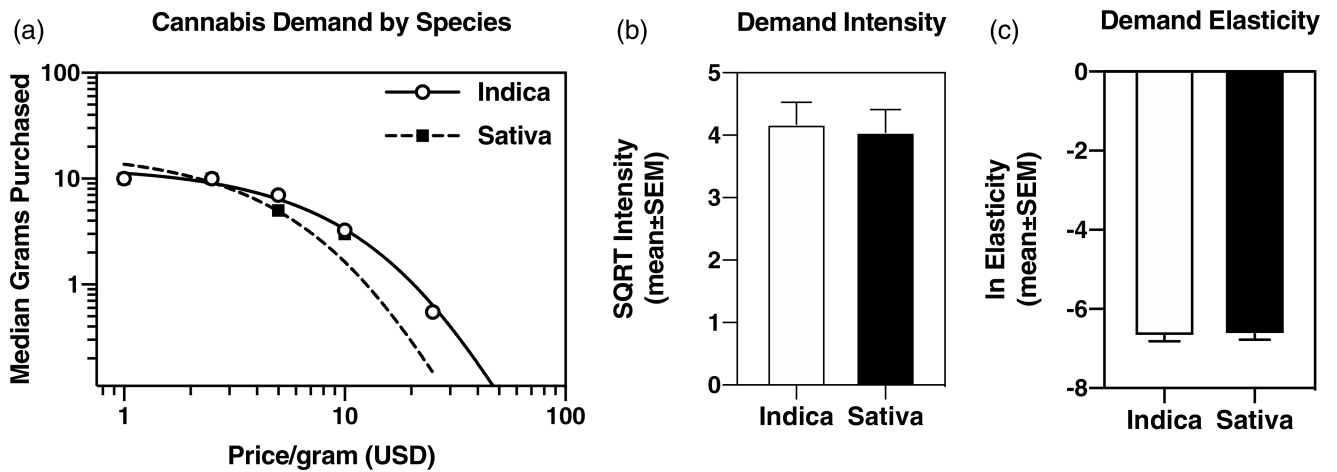 (a) Cannabis Demand by Species
Median Grams Purchased
100
10
1
Indica
Sativa
1 10 100
Price/gram (USD)
(b) Demand Intensity
SQRT Intensity
(mean±SEM)
5
4
3
2
1
0
Indica Sativa
(c) Demand Elasticity
ln Elasticity
(mean±SEM)
0
-2
-4
-6
-8
Indica Sativa